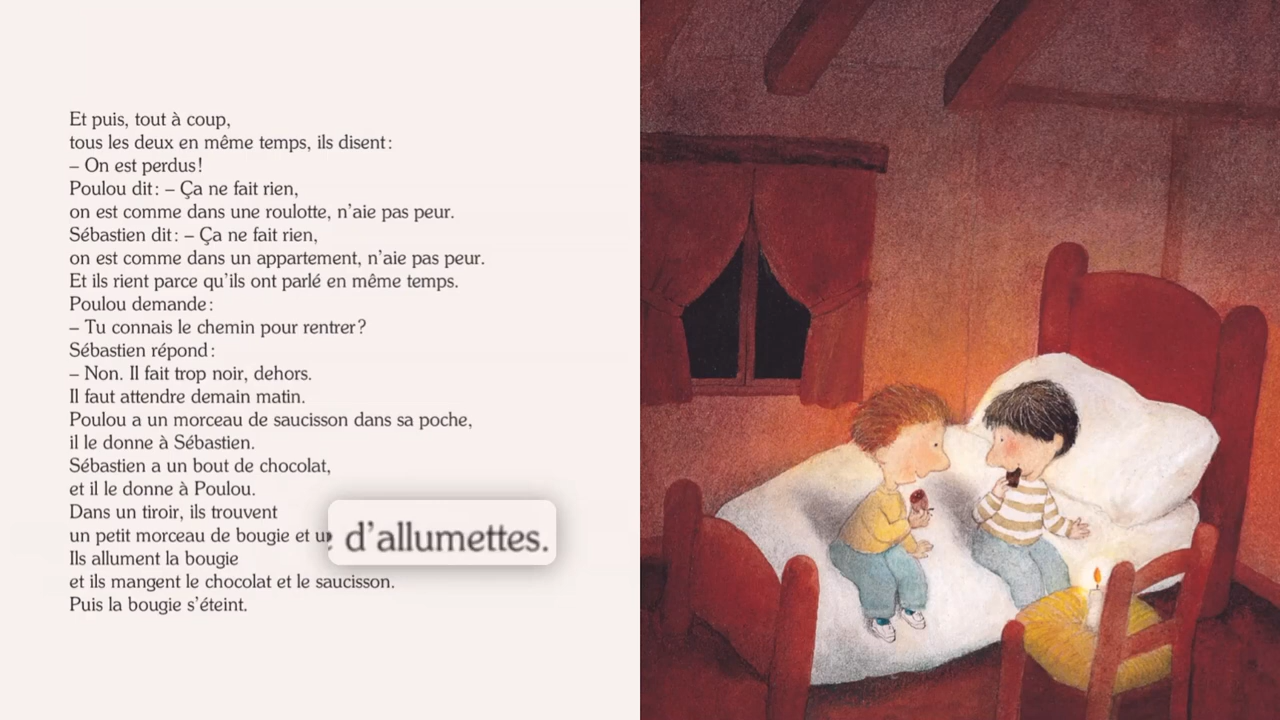 Et puis, tout à coup,
tous les deux en même temps, ils disent :
– On est perdus !
Poulou dit : – Ça ne fait rien,
on est comme dans une roulotte, n’aie pas peur.
Sébastien dit : – Ça ne fait rien,
on est comme dans un appartement, n’aie pas peur.
Et ils rient parce qu’ils ont parlé en même temps.
Poulou demande :
– Tu connais le chemin pour rentrer ?
Sébastien répond :
– Non. Il fait trop noir, dehors.
Il faut attendre demain matin.
Poulou a un morceau de saucisson dans sa poche,
il le donne à Sébastien.
Sébastien a un bout de chocolat,
et il le donne à Poulou.
Dans un tiroir, ils trouvent
un petit morceau de bougie et d’allumettes.
Ils allument la bougie
et ils mangent le chocolat et le saucisson.
Puis la bougie s’éteint.